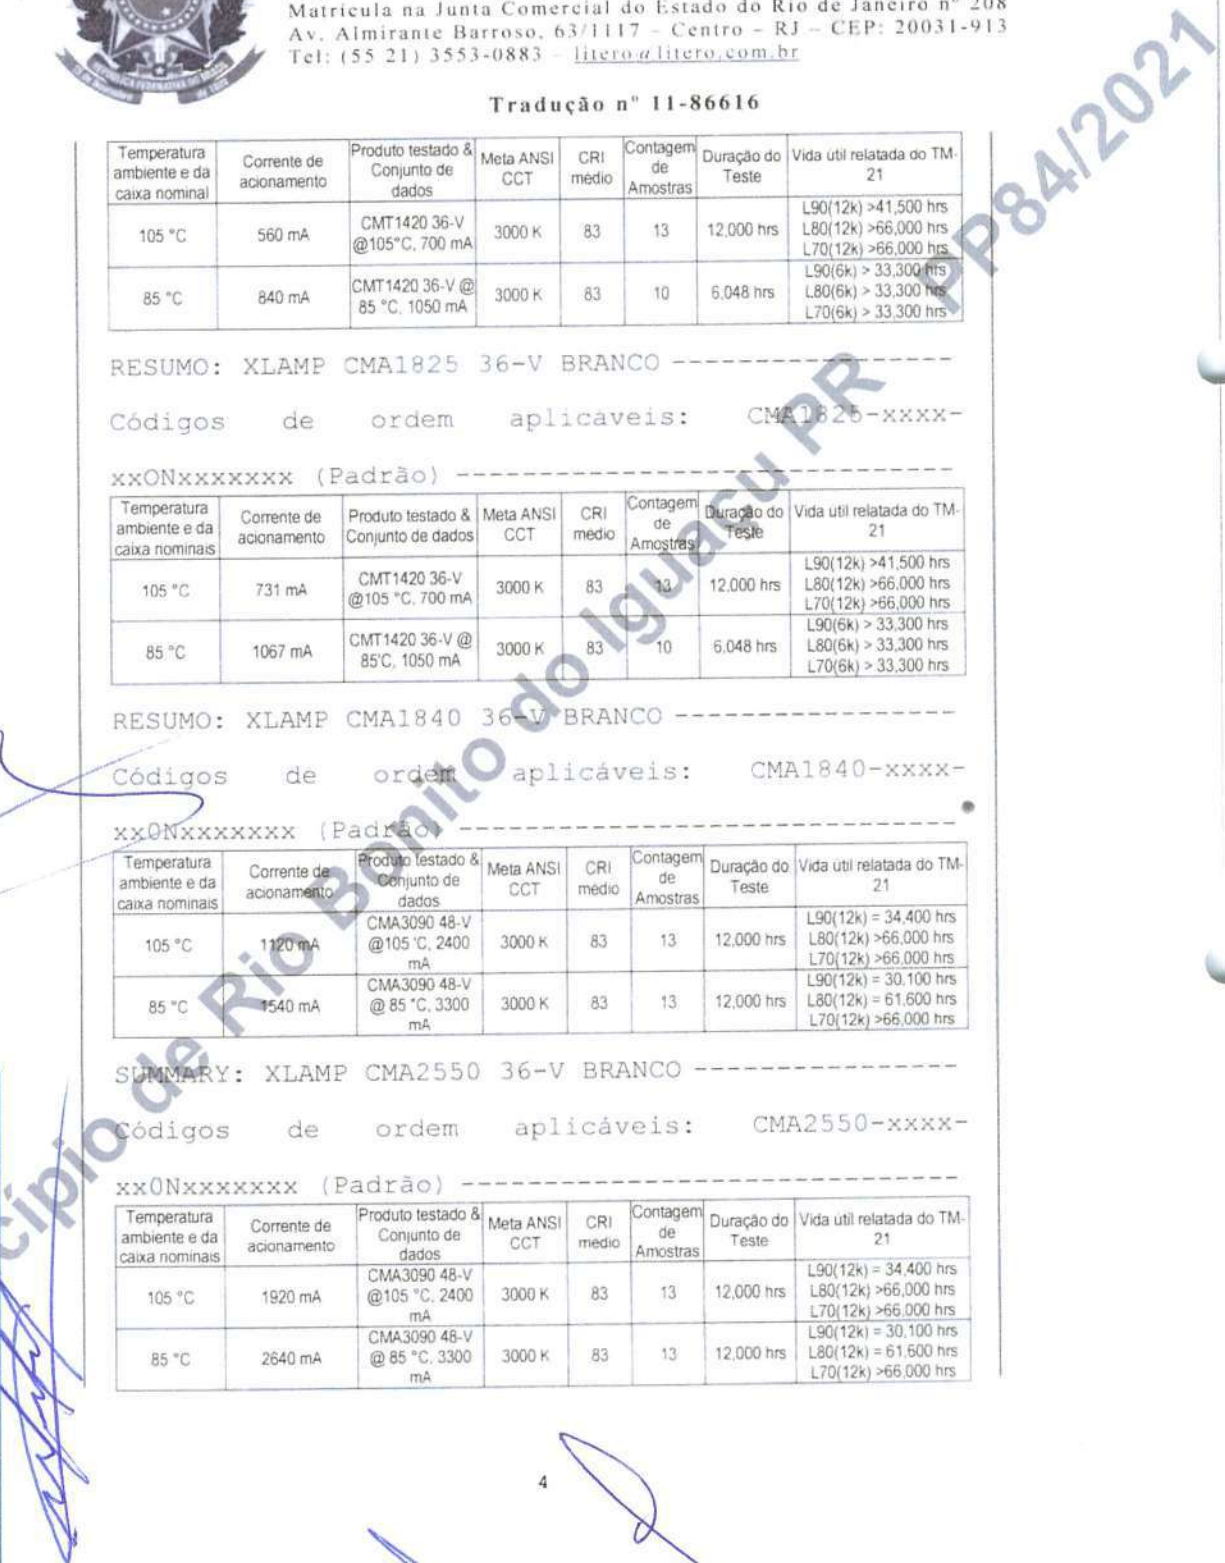 Matricula na Junta Comercial do Estado do Rio de Janeiro nº 208
Av. Almirante Barroso, 63/1117 – Centro – RJ – CEP: 20031-913
Tel: (55 21) 3553-0883 – litero@litero.com.br
Tradução nº 11-86616
Temperatura ambiente e da caixa nominal | Corrente de acionamento | Produto testado & Conjunto de dados | Meta ANSI CCT | CRI médio | Contagem de Amostras | Duração do Teste | Vida útil relatada do TM-21
105 °C | 560 mA | CMT1420 36-V @105°C, 700 mA | 3000 K | 83 | 13 | 12,000 hrs | L90(12k) >41,500 hrs L80(12k) >66,000 hrs L70(12k) >66,000 hrs
85 °C | 840 mA | CMT1420 36-V @ 85 °C, 1050 mA | 3000 K | 83 | 10 | 6,048 hrs | L90(6k) > 33,300 hrs L80(6k) > 33,300 hrs L70(6k) > 33,300 hrs
RESUMO: XLAMP CMA1825 36-V BRANCO -----------------
Códigos de ordem aplicáveis: CMA1825-xxxx-
xx0Nxxxxxxx (Padrão) ------------------------------
Temperatura ambiente e da caixa nominais | Corrente de acionamento | Produto testado & Conjunto de dados | Meta ANSI CCT | CRI medio | Contagem de Amostras | Duração do Teste | Vida útil relatada do TM-21
105 °C | 731 mA | CMT1420 36-V @105 °C, 700 mA | 3000 K | 83 | 13 | 12,000 hrs | L90(12k) >41,500 hrs L80(12k) >66,000 hrs L70(12k) >66,000 hrs
85 °C | 1067 mA | CMT1420 36-V @ 85'C, 1050 mA | 3000 K | 83 | 10 | 6,048 hrs | L90(6k) > 33,300 hrs L80(6k) > 33,300 hrs L70(6k) > 33,300 hrs
RESUMO: XLAMP CMA1840 36-V BRANCO -----------------
Códigos de ordem aplicáveis: CMA1840-xxxx-
xx0Nxxxxxxx (Padrão) ------------------------------
Temperatura ambiente e da caixa nominais | Corrente de acionamento | Produto testado & Conjunto de dados | Meta ANSI CCT | CRI médio | Contagem de Amostras | Duração do Teste | Vida útil relatada do TM-21
105 °C | 1120 mA | CMA3090 48-V @105 'C, 2400 mA | 3000 K | 83 | 13 | 12,000 hrs | L90(12k) = 34,400 hrs L80(12k) >66,000 hrs L70(12k) >66,000 hrs
85 °C | 1540 mA | CMA3090 48-V @ 85 °C, 3300 mA | 3000 K | 83 | 13 | 12,000 hrs | L90(12k) = 30,100 hrs L80(12k) = 61,600 hrs L70(12k) >66,000 hrs
SUMMARY: XLAMP CMA2550 36-V BRANCO ----------------
Códigos de ordem aplicáveis: CMA2550-xxxx-
xx0Nxxxxxxx (Padrão) ------------------------------
Temperatura ambiente e da caixa nominais | Corrente de acionamento | Produto testado & Conjunto de dados | Meta ANSI CCT | CRI médio | Contagem de Amostras | Duração do Teste | Vida útil relatada do TM-21
105 °C | 1920 mA | CMA3090 48-V @105 °C, 2400 mA | 3000 K | 83 | 13 | 12,000 hrs | L90(12k) = 34,400 hrs L80(12k) >66,000 hrs L70(12k) >66,000 hrs
85 °C | 2640 mA | CMA3090 48-V @ 85 °C, 3300 mA | 3000 K | 83 | 13 | 12,000 hrs | L90(12k) = 30,100 hrs L80(12k) = 61,600 hrs L70(12k) >66,000 hrs
4
cípio de Rio Bonito do Iguaçu PR
PP84/2021